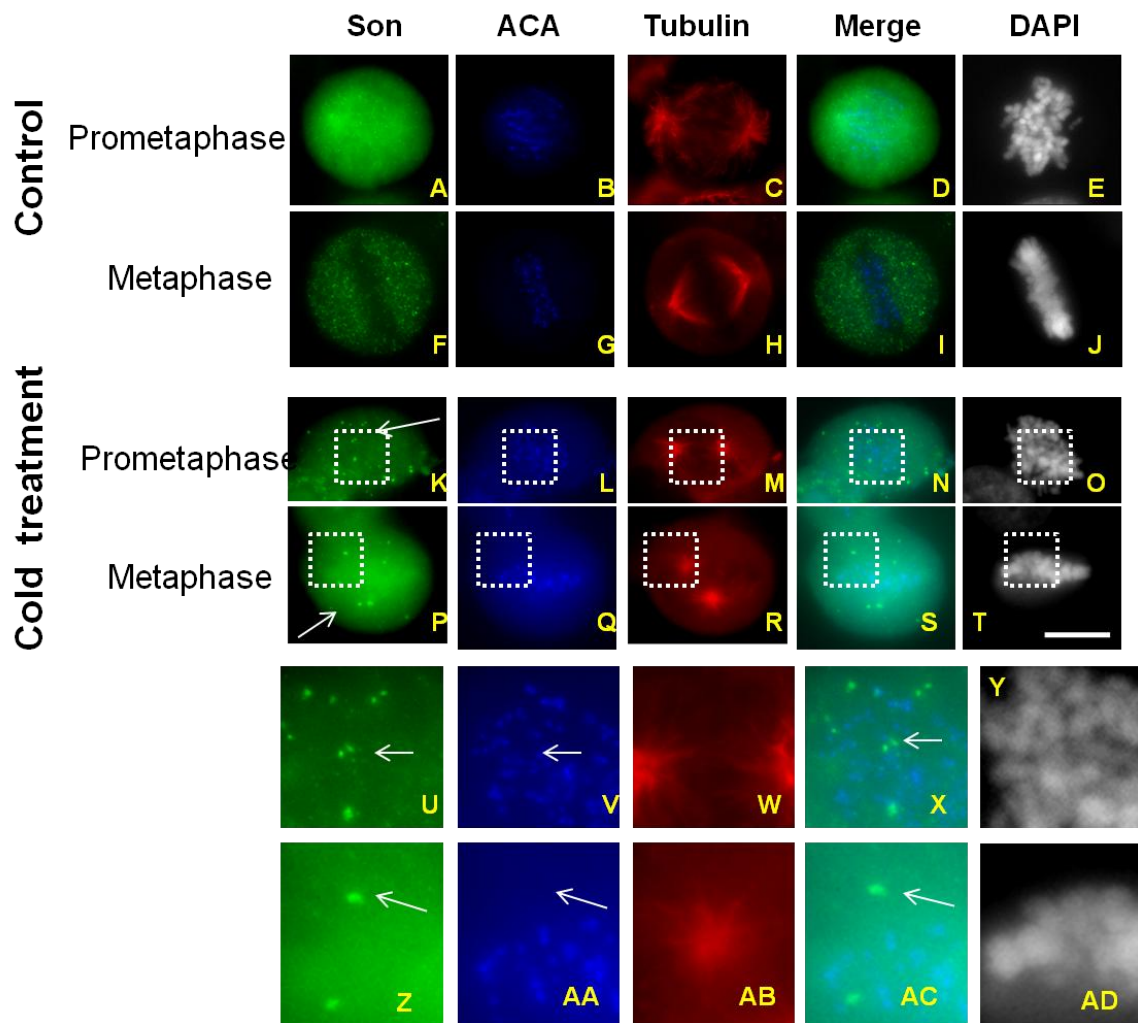 Son ACA Tubulin Merge DAPI
Control
Prometaphase
A B C D E
Metaphase
F G H I J
Cold treatment
Prometaphase
K L M N O
Metaphase
P Q R S T
U V W X Y
Z AA AB AC AD